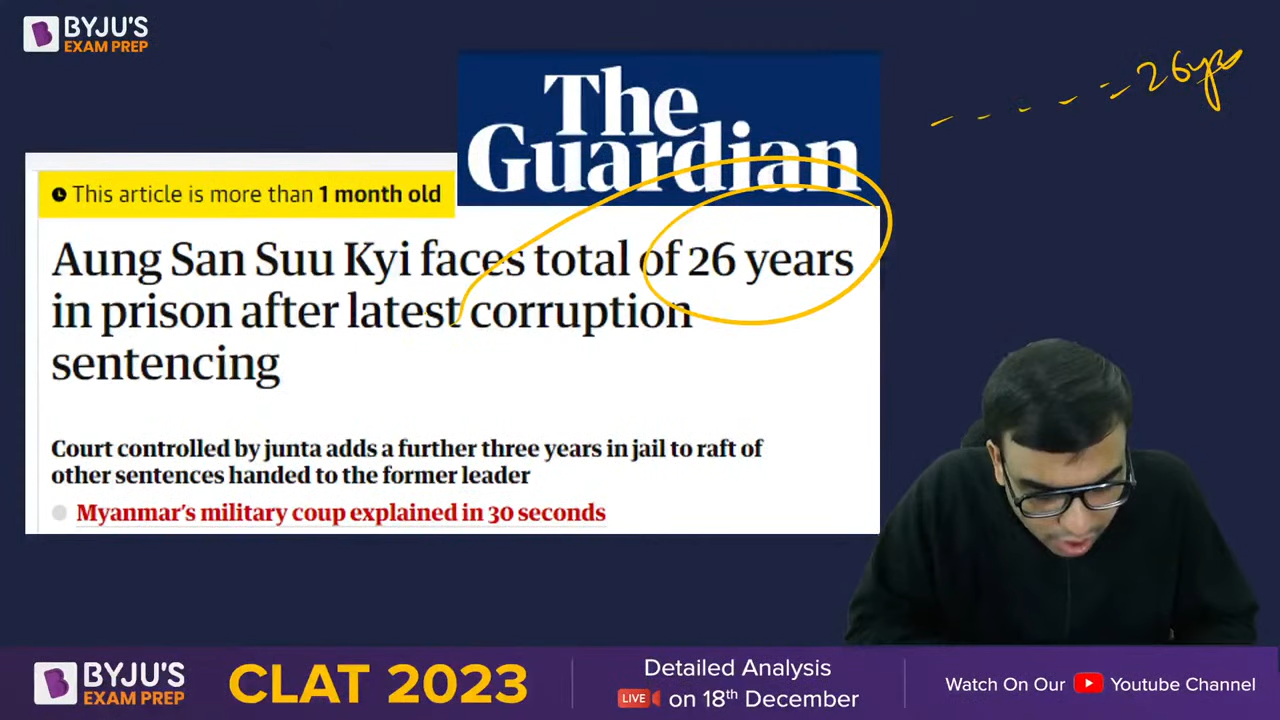 BYJU'S
EXAM PREP
26yrs
The
Guardian
This article is more than 1 month old
Aung San Suu Kyi faces total of 26 years
in prison after latest corruption
sentencing
Court controlled by junta adds a further three years in jail to raft of
other sentences handed to the former leader
Myanmar's military coup explained in 30 seconds
BYJU'S
EXAM PREP
CLAT 2023
Detailed Analysis
LIVE on 18th December
Watch On Our Youtube Channel